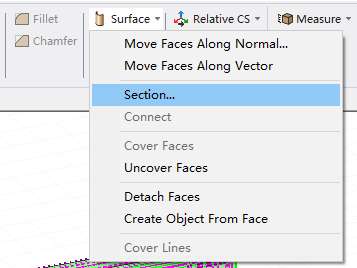 Fillet
Surface
Relative CS
Measure
Chamfer
Move Faces Along Normal...
Move Faces Along Vector
Section...
Connect
Cover Faces
Uncover Faces
Detach Faces
Create Object From Face
Cover Lines